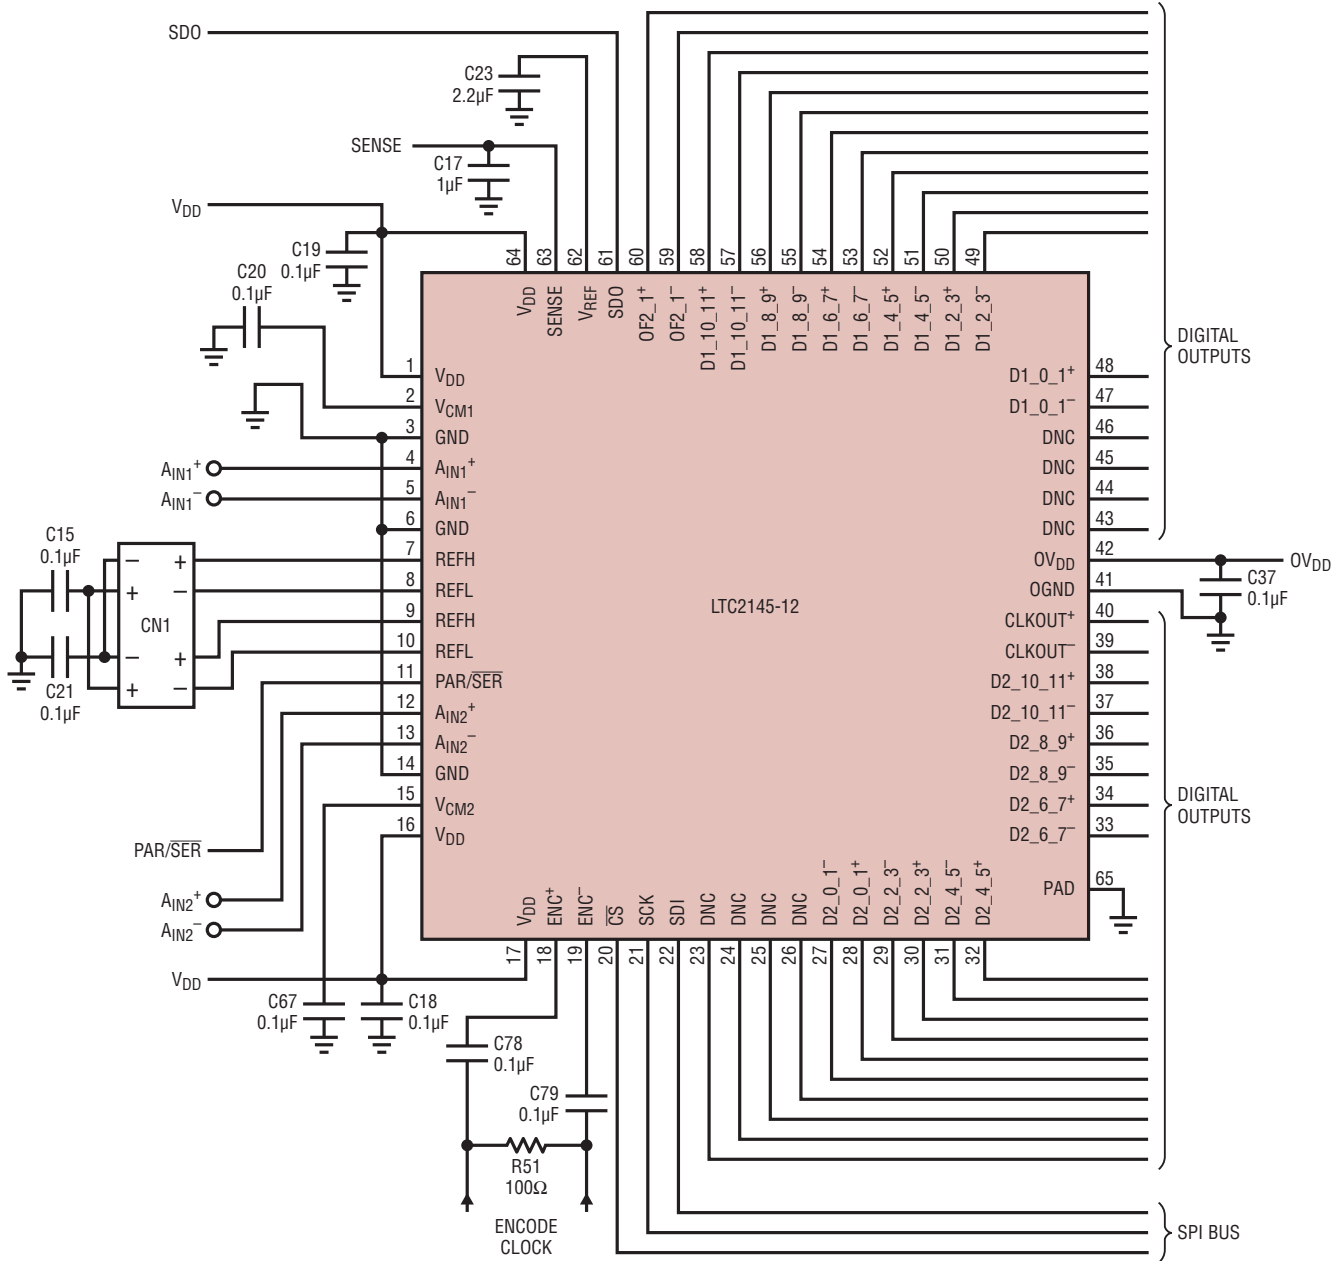 SDO
C23
2.2µF
SENSE
C17
1µF
VDD
C19
0.1µF
C20
0.1µF
64
63
62
61
60
59
58
57
56
55
54
53
52
51
50
49
VDD
SENSE
VREF
SDO
OF2_1+
OF2_1–
D1_10_11+
D1_10_11–
D1_8_9+
D1_8_9–
D1_6_7+
D1_6_7–
D1_4_5+
D1_4_5–
D1_2_3+
D1_2_3–
DIGITAL
OUTPUTS
1 VDD
2 VCM1
3 GND
4 AIN1+
5 AIN1–
6 GND
7 REFH
8 REFL
9 REFH
10 REFL
11 PAR/SER
12 AIN2+
13 AIN2–
14 GND
15 VCM2
16 VDD
AIN1+
AIN1–
C15
0.1µF
– +
+ –
CN1
– +
+ –
C21
0.1µF
PAR/SER
AIN2+
AIN2–
VDD
LTC2145-12
D1_0_1+ 48
D1_0_1– 47
DNC 46
DNC 45
DNC 44
DNC 43
OVDD 42
OGND 41
CLKOUT+ 40
CLKOUT– 39
D2_10_11+ 38
D2_10_11– 37
D2_8_9+ 36
D2_8_9– 35
D2_6_7+ 34
D2_6_7– 33
PAD 65
OVDD
C37
0.1µF
DIGITAL
OUTPUTS
VDD
ENC+
ENC–
CS
SCK
SDI
DNC
DNC
DNC
DNC
D2_0_1–
D2_0_1+
D2_2_3–
D2_2_3+
D2_4_5–
D2_4_5+
17
18
19
20
21
22
23
24
25
26
27
28
29
30
31
32
C67
0.1µF
C18
0.1µF
C78
0.1µF
C79
0.1µF
R51
100Ω
ENCODE
CLOCK
SPI BUS